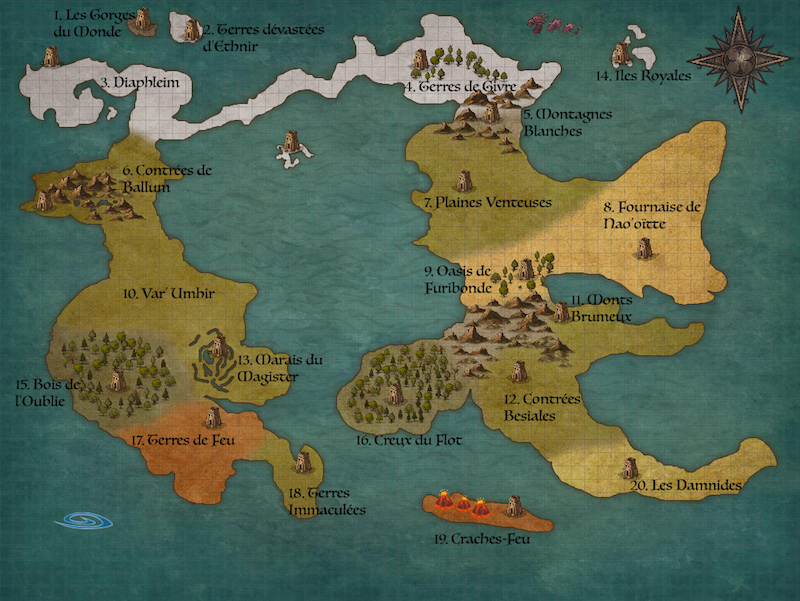 1. Les Gorges
du Monde
2. Terres dévastées
d'Ethnir
3. Diaphleim
4. Terres de Givre
5. Montagnes
Blanches
14. Iles Royales
6. Contrées de
Ballum
7. Plaines Venteuses
8. Fournaise de
Nao'oïtte
9. Oasis de
Furibonde
10. Var' Umhir
11. Monts
Brumeux
13. Marais du
Magister
15. Bois de
l'Oublie
12. Contrées
Besiales
16. Creux du Flot
17. Terres de Feu
18. Terres
Immaculées
20. Les Damnides
19. Craches-Feu